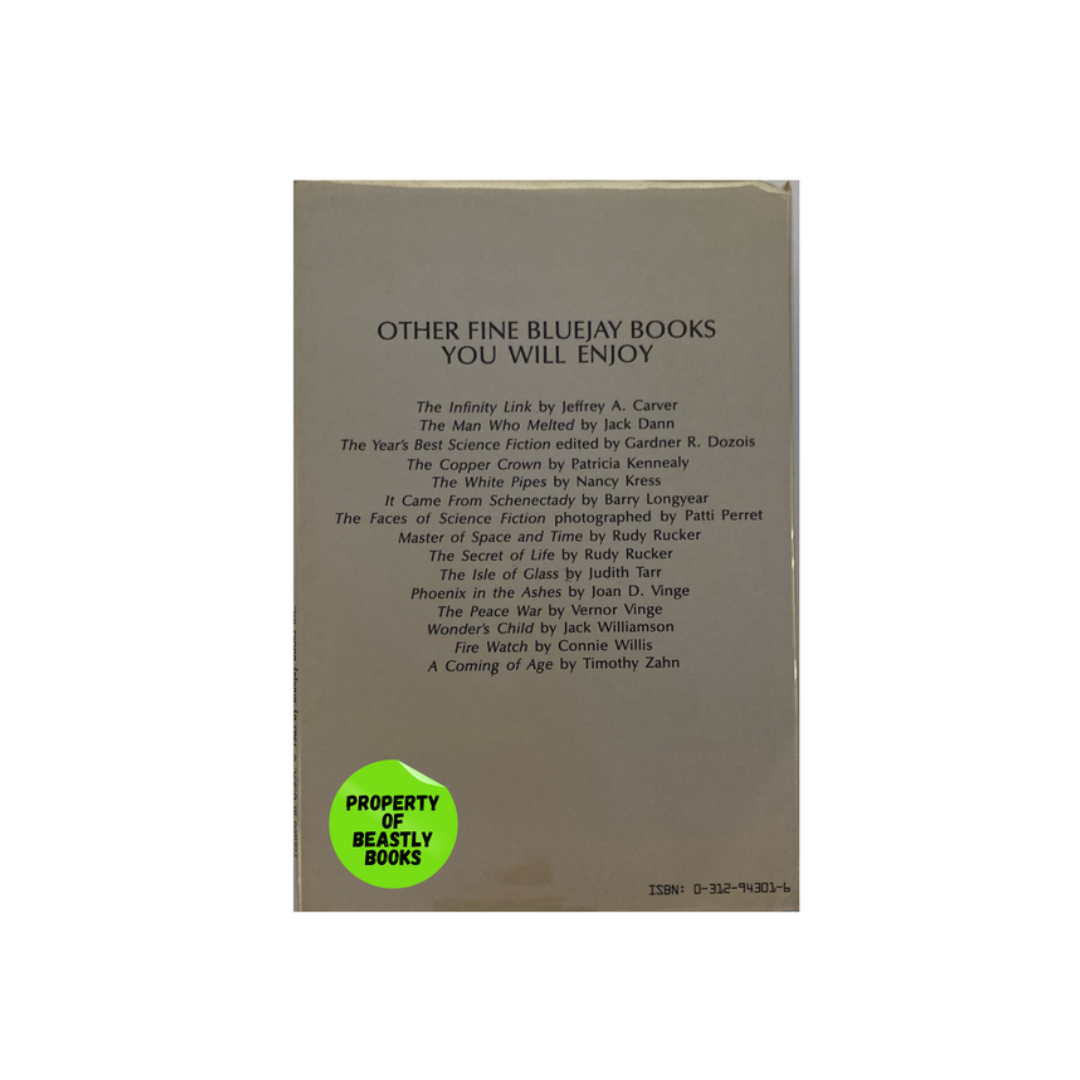 OTHER FINE BLUEJAY BOOKS
YOU WILL ENJOY
The Infinity Link by Jeffrey A. Carver
The Man Who Melted by Jack Dann
The Year's Best Science Fiction edited by Gardner R. Dozois
The Copper Crown by Patricia Kennealy
The White Pipes by Nancy Kress
It Came From Schenectady by Barry Longyear
The Faces of Science Fiction photographed by Patti Perret
Master of Space and Time by Rudy Rucker
The Secret of Life by Rudy Rucker
The Isle of Glass by Judith Tarr
Phoenix in the Ashes by Joan D. Vinge
The Peace War by Vernor Vinge
Wonder's Child by Jack Williamson
Fire Watch by Connie Willis
A Coming of Age by Timothy Zahn
PROPERTY
OF
BEASTLY
BOOKS
ISBN: 0-312-94301-6